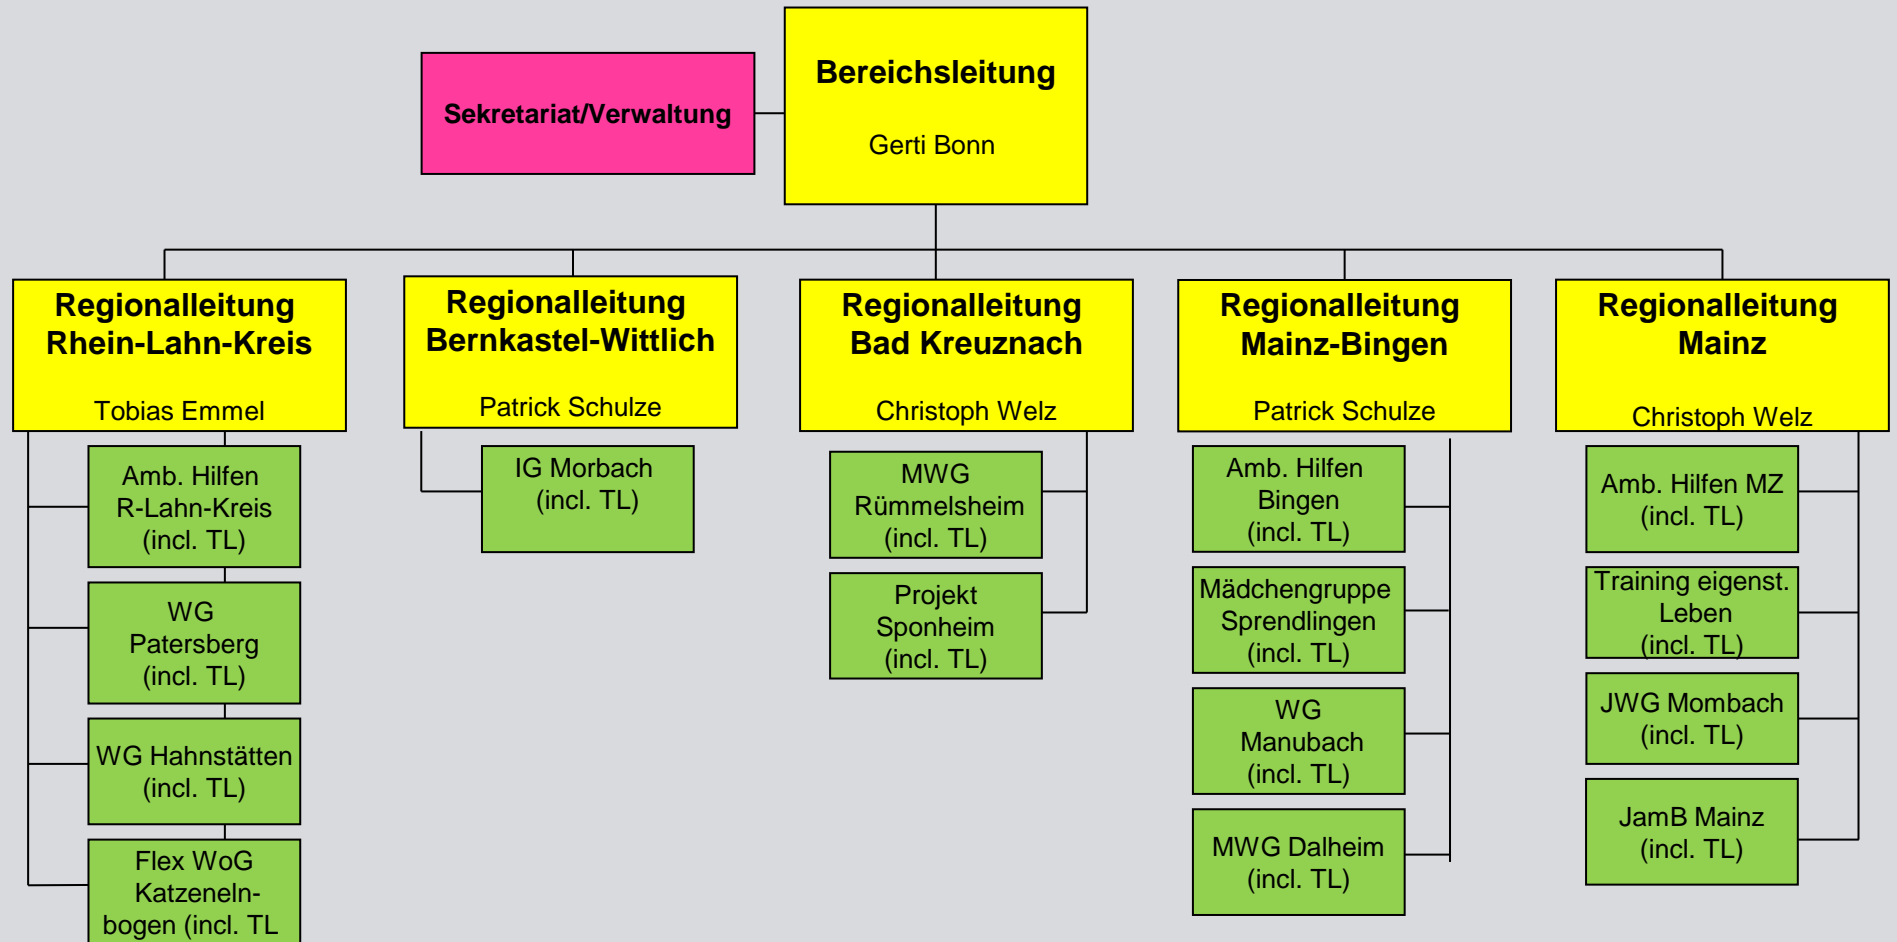 Sekretariat/Verwaltung
Bereichsleitung
Gerti Bonn
Regionalleitung
Rhein-Lahn-Kreis
Tobias Emmel
Amb. Hilfen
R-Lahn-Kreis
(incl. TL)
WG
Patersberg
(incl. TL)
WG Hahnstätten
(incl. TL)
Flex WoG
Katzeneln-
bogen (incl. TL
Regionalleitung
Bernkastel-Wittlich
Patrick Schulze
IG Morbach
(incl. TL)
Regionalleitung
Bad Kreuznach
Christoph Welz
MWG
Rümmelsheim
(incl. TL)
Projekt
Sponheim
(incl. TL)
Regionalleitung
Mainz-Bingen
Patrick Schulze
Amb. Hilfen
Bingen
(incl. TL)
Mädchengruppe
Sprendlingen
(incl. TL)
WG
Manubach
(incl. TL)
MWG Dalheim
(incl. TL)
Regionalleitung
Mainz
Christoph Welz
Amb. Hilfen MZ
(incl. TL)
Training eigenst.
Leben
(incl. TL)
JWG Mombach
(incl. TL)
JamB Mainz
(incl. TL)